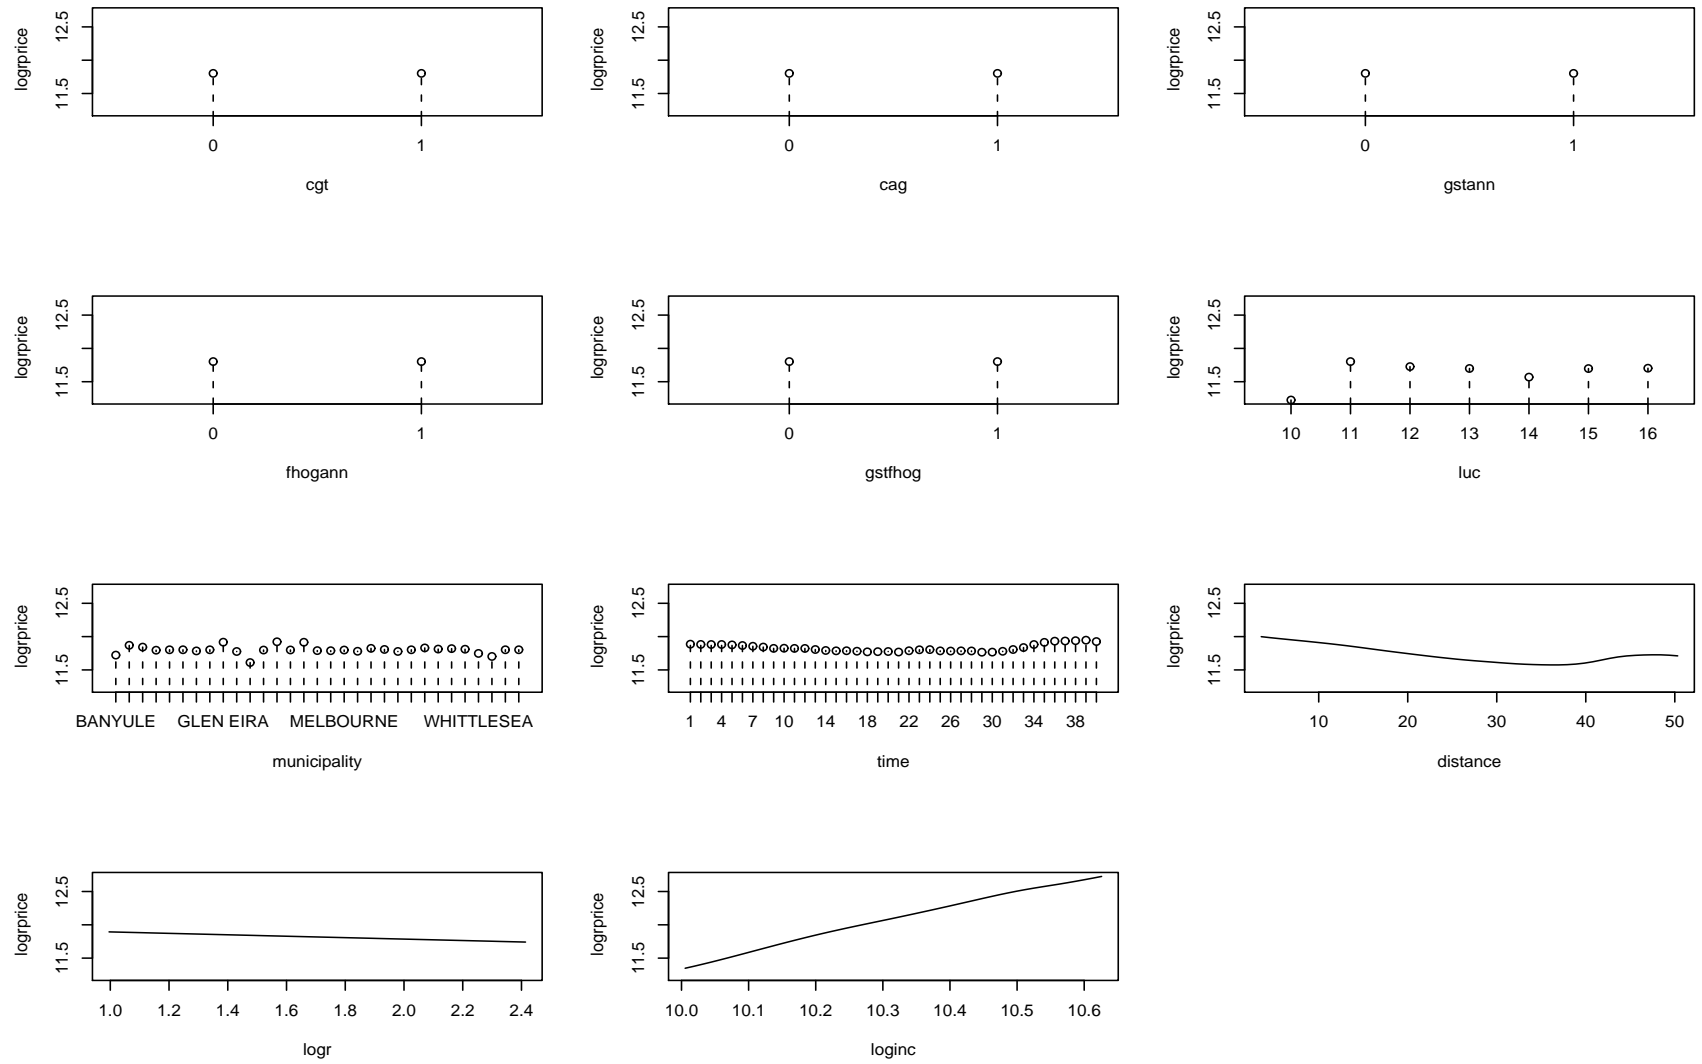 logrprice
12.5
11.5
0 1
cgt
logrprice
12.5
11.5
0 1
cag
logrprice
12.5
11.5
0 1
gstann
logrprice
12.5
11.5
0 1
fhogann
logrprice
12.5
11.5
0 1
gstfhog
logrprice
12.5
11.5
10 11 12 13 14 15 16
luc
logrprice
12.5
11.5
BANYULE GLEN EIRA MELBOURNE WHITTLESEA
municipality
logrprice
12.5
11.5
1 4 7 10 14 18 22 26 30 34 38
time
logrprice
12.5
11.5
10 20 30 40 50
distance
logrprice
12.5
11.5
1.0 1.2 1.4 1.6 1.8 2.0 2.2 2.4
logr
logrprice
12.5
11.5
10.0 10.1 10.2 10.3 10.4 10.5 10.6
loginc